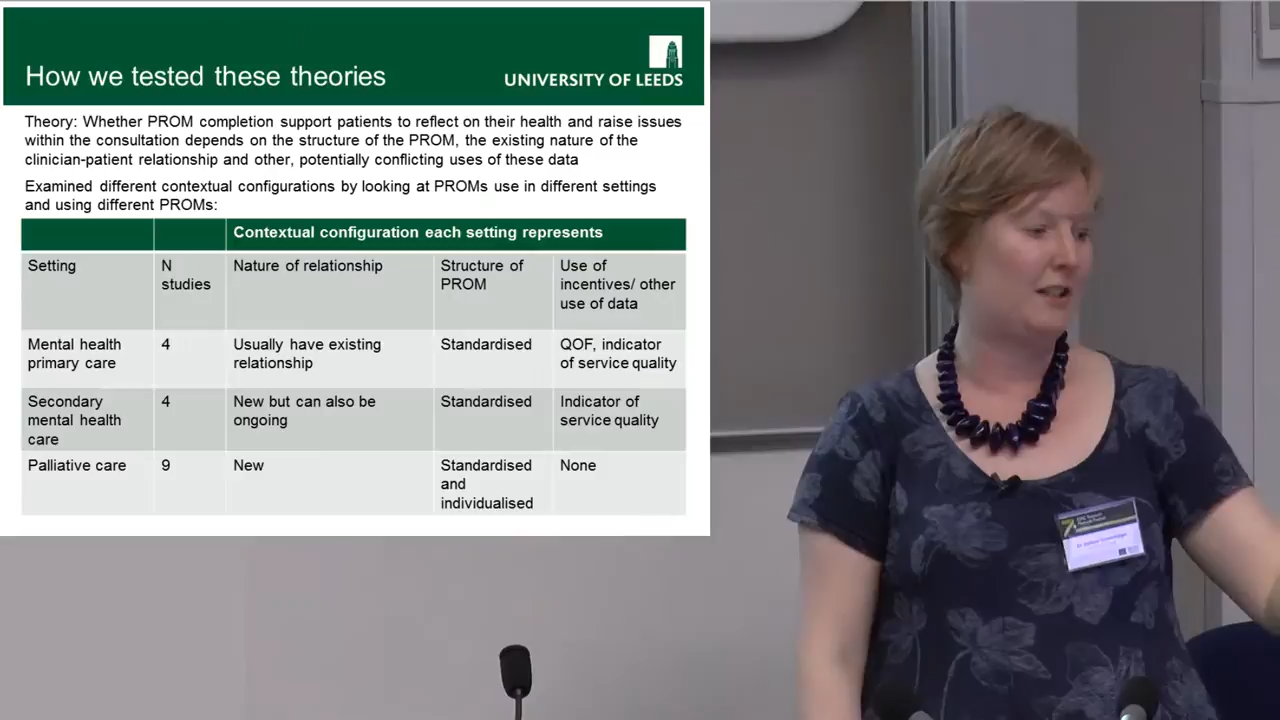 How we tested these theories
UNIVERSITY OF LEEDS
Theory: Whether PROM completion support patients to reflect on their health and raise issues
within the consultation depends on the structure of the PROM, the existing nature of the
clinician-patient relationship and other, potentially conflicting uses of these data
Examined different contextual configurations by looking at PROMs use in different settings
and using different PROMs:
Contextual configuration each setting represents
Setting
N
studies
Nature of relationship
Structure of
PROM
Use of
incentives/ other
use of data
Mental health
primary care
4
Usually have existing
relationship
Standardised
QOF, indicator
of service quality
Secondary
mental health
care
4
New but can also be
ongoing
Standardised
Indicator of
service quality
Palliative care
9
New
Standardised
and
individualised
None